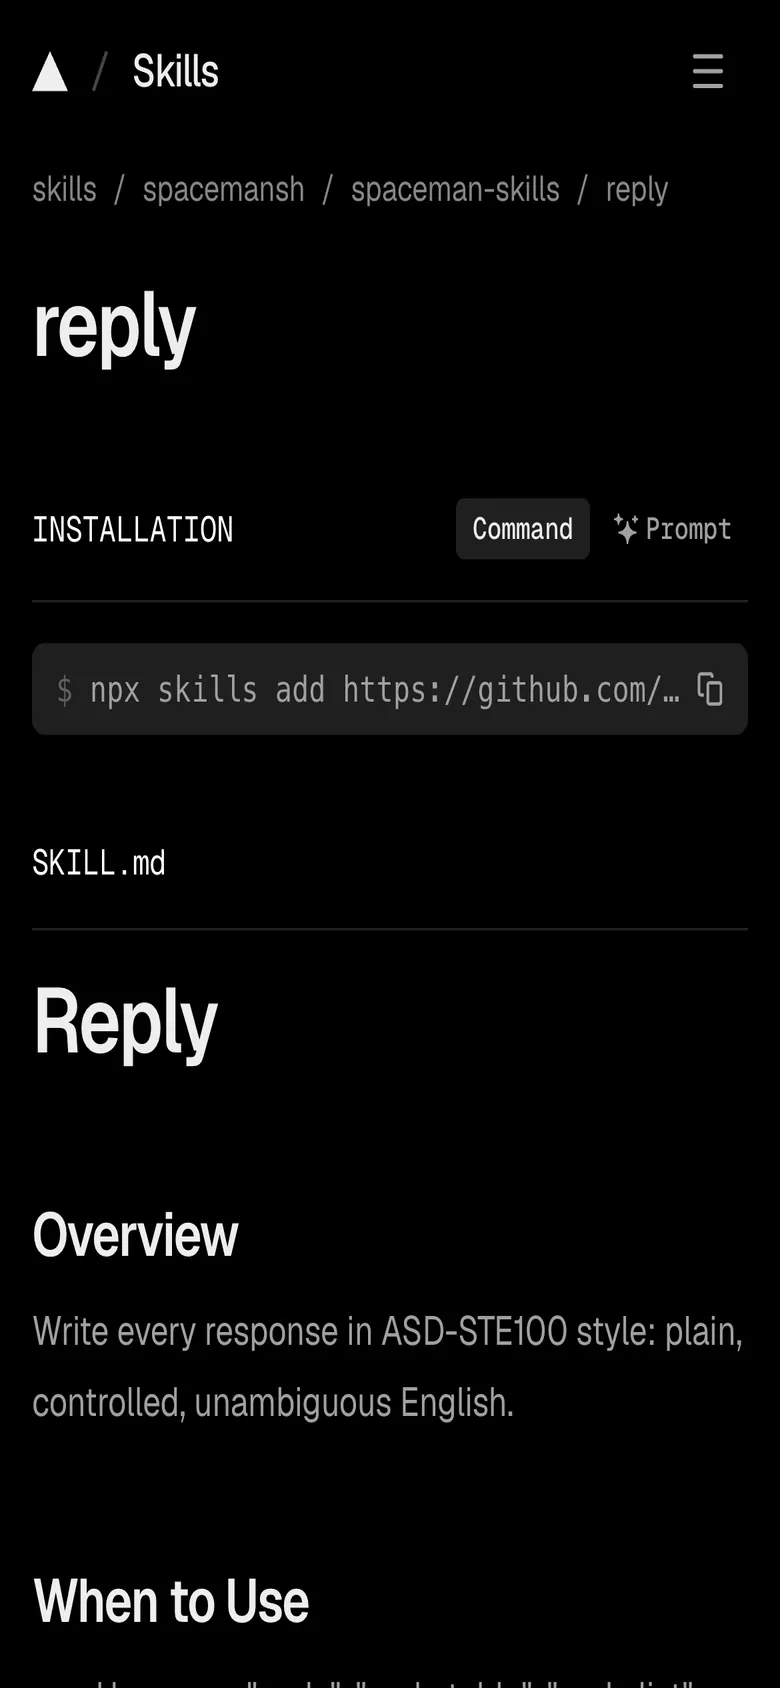 / Skills
skills / spacemansh / spaceman-skills / reply
reply
INSTALLATION
Command
Prompt
$ npx skills add https://github.com/…
SKILL.md
Reply
Overview
Write every response in ASD-STE100 style: plain,
controlled, unambiguous English.
When to Use